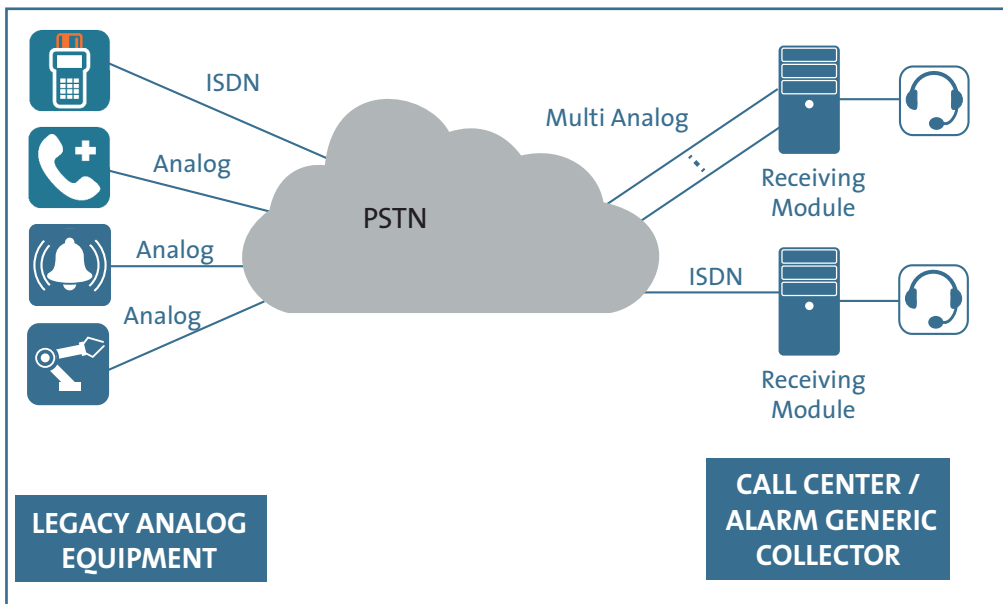 ISDN
Analog
Analog
Analog
PSTN
Multi Analog
Receiving
Module
ISDN
Receiving
Module
LEGACY ANALOG
EQUIPMENT
CALL CENTER /
ALARM GENERIC
COLLECTOR